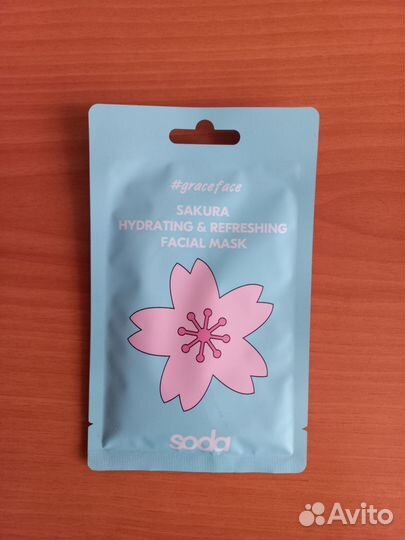 #graceface
SAKURA
HYDRATING & REFRESHING
FACIAL MASK
soda
Avito